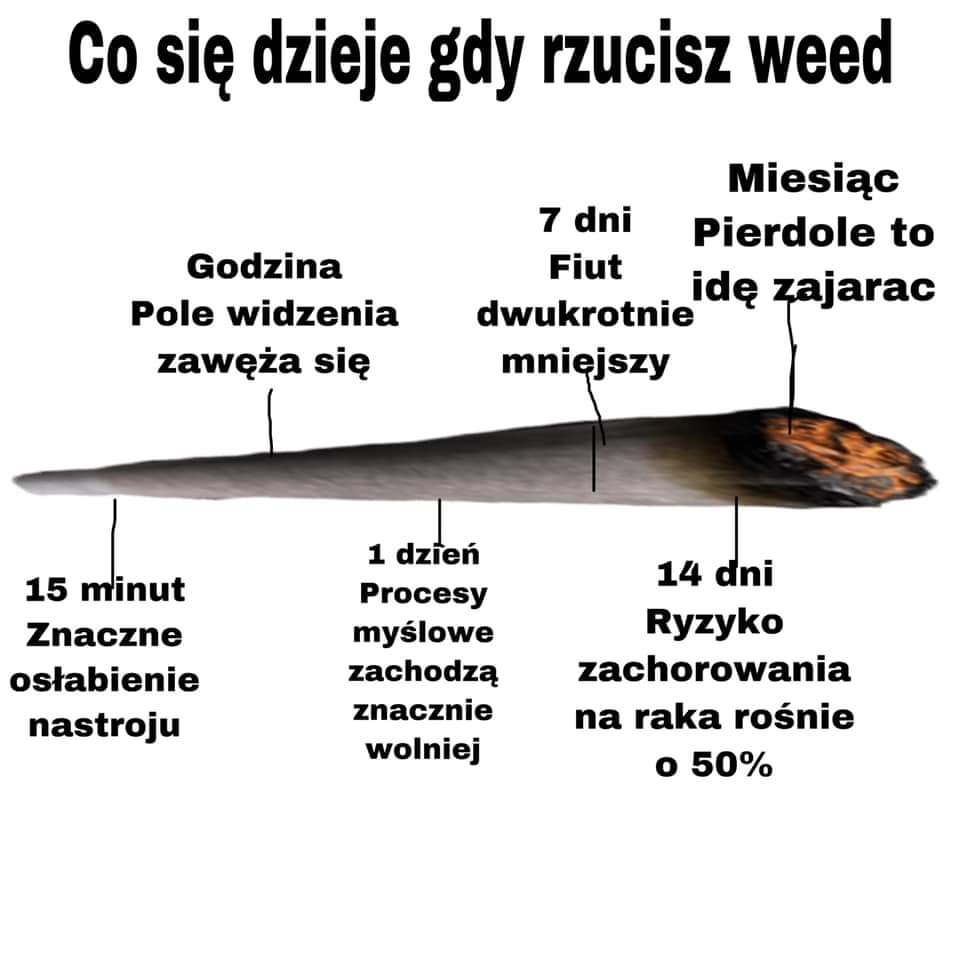 Co się dzieje gdy rzucisz weed
15 minut
Znaczne
osłabienie
nastroju
Godzina
Pole widzenia
zawęża się
1 dzień
Procesy
myślowe
zachodzą
znacznie
wolniej
7 dni
Fiut
dwukrotnie
mniejszy
14 dni
Ryzyko
zachorowania
na raka rośnie
o 50%
Miesiąc
Pierdole to
idę zajarac